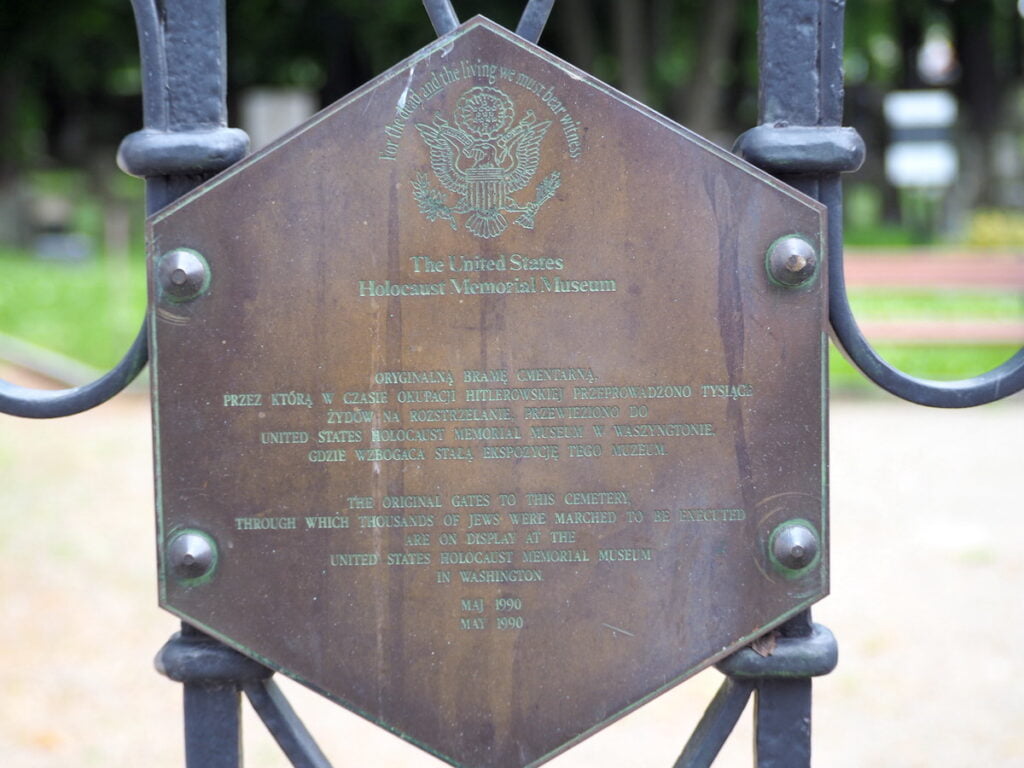 For the dead and the living we must bear witness
The United States
Holocaust Memorial Museum
ORYGINALNĄ BRAMĘ CMENTARNĄ,
PRZEZ KTÓRĄ W CZASIE OKUPACJI HITLEROWSKIEJ PRZEPROWADZONO TYSIĄCE
ŻYDÓW NA ROZSTRZELANIE, PRZEWIEZIONO DO
UNITED STATES HOLOCAUST MEMORIAL MUSEUM W WASZYNGTONIE,
GDZIE WZBOGACA STAŁĄ EKSPOZYCJĘ TEGO MUZEUM.
THE ORIGINAL GATES TO THIS CEMETERY,
THROUGH WHICH THOUSANDS OF JEWS WERE MARCHED TO BE EXECUTED
ARE ON DISPLAY AT THE
UNITED STATES HOLOCAUST MEMORIAL MUSEUM
IN WASHINGTON.
MAJ 1990
MAY 1990